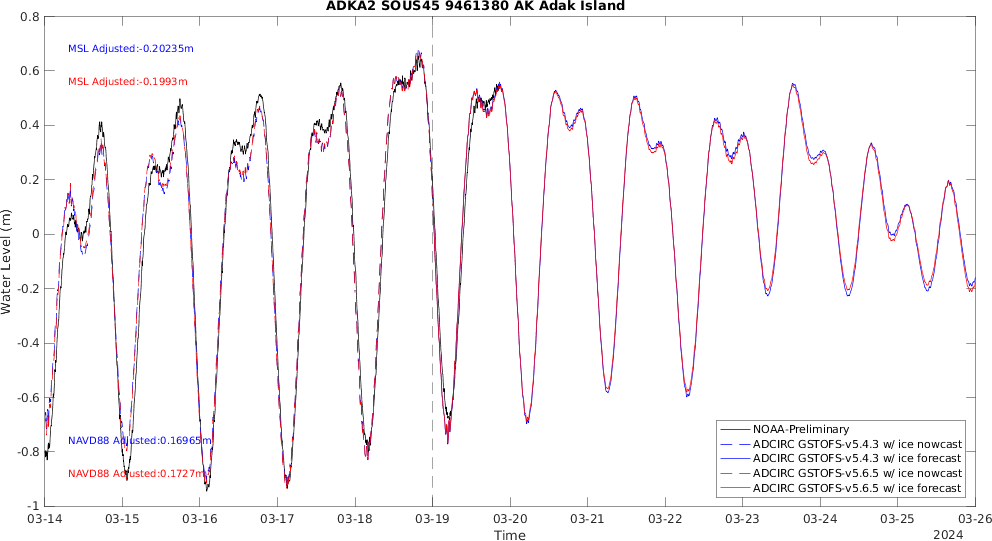 ADKA2 SOUS45 9461380 AK Adak Island
0.8
0.6
0.4
0.2
0
-0.2
-0.4
-0.6
-0.8
-1
Water Level (m)
MSL Adjusted:-0.20235m
MSL Adjusted:-0.1993m
NAVD88 Adjusted:0.16965m
NAVD88 Adjusted:0.1727m
NOAA-Preliminary
ADCIRC GSTOFS-v5.4.3 w/ ice nowcast
ADCIRC GSTOFS-v5.4.3 w/ ice forecast
ADCIRC GSTOFS-v5.6.5 w/ ice nowcast
ADCIRC GSTOFS-v5.6.5 w/ ice forecast
03-14 03-15 03-16 03-17 03-18 03-19 03-20 03-21 03-22 03-23 03-24 03-25 03-26
Time
2024